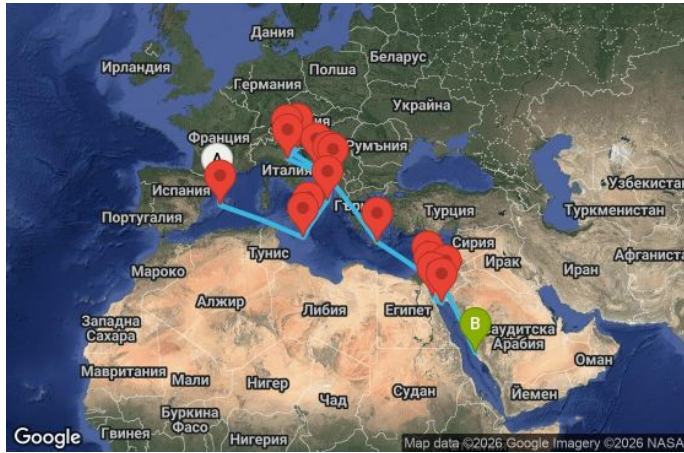 Дания
Ирландия
Беларус
Полша
Германия
Украйна
Франция
A
Румъния
Италия
Испания
Узбекистан
Португалия
Гър
Турция
Туркменистан
Тунис
Сирия
Мароко
Ирак
Иран
Афганиста
Алжир
Либия
Египет
B
Западна
Сахара
аудитска
Арабия
Оман
Мавритания
Мали
Нигер
Чад
Судан
Йемен
Буркина
Фасо
Гвинея
Нигерия
Google
Map data ©2026 Google Imagery ©2026 NASA